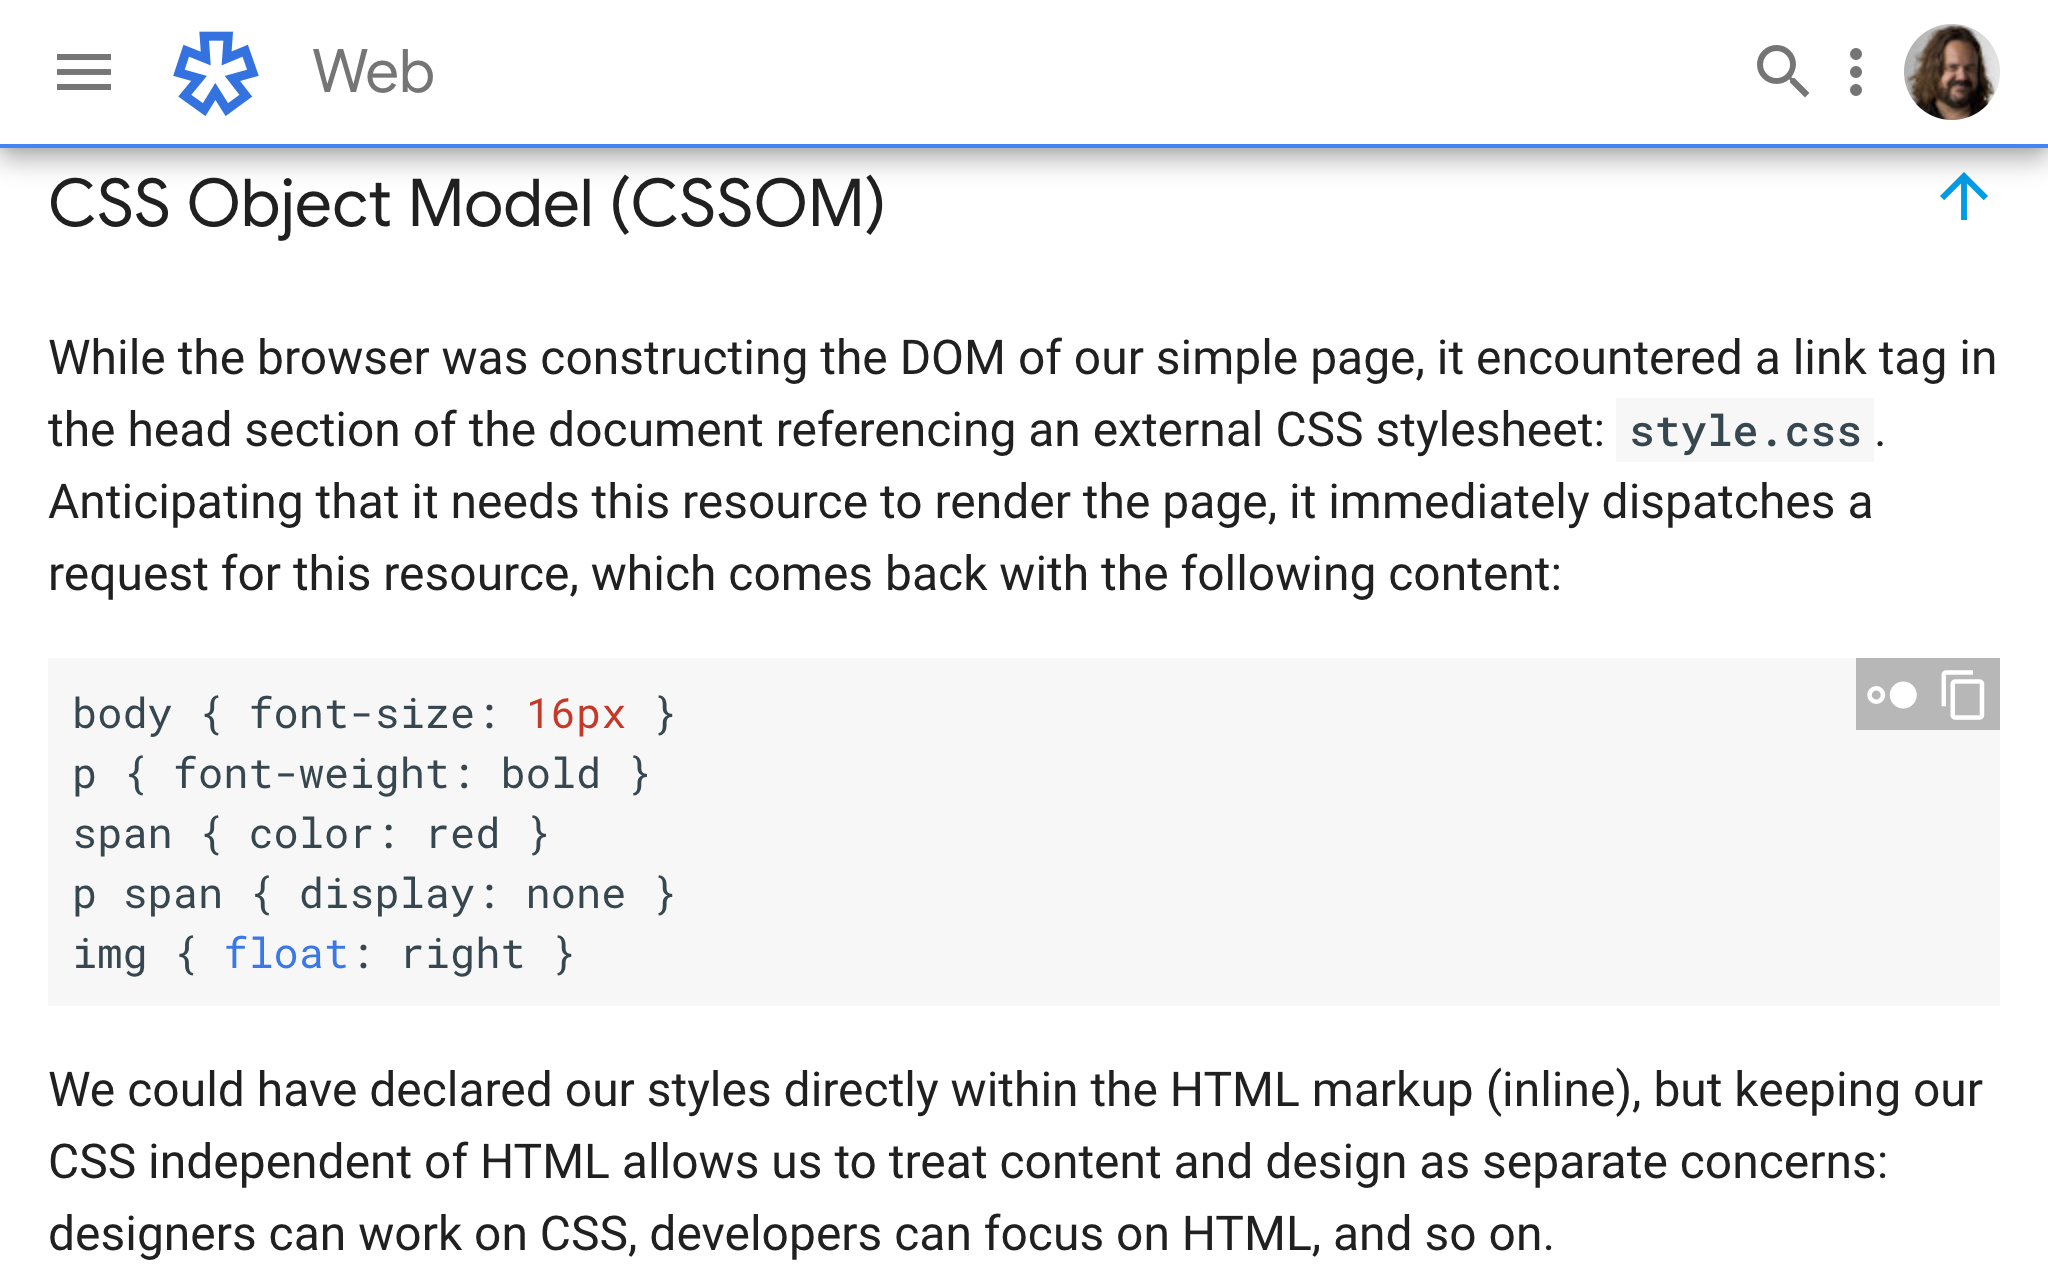 Web
CSS Object Model (CSSOM)
While the browser was constructing the DOM of our simple page, it encountered a link tag in
the head section of the document referencing an external CSS stylesheet: style.css.
Anticipating that it needs this resource to render the page, it immediately dispatches a
request for this resource, which comes back with the following content:
body { font-size: 16px }
p { font-weight: bold }
span { color: red }
p span { display: none }
img { float: right }
We could have declared our styles directly within the HTML markup (inline), but keeping our
CSS independent of HTML allows us to treat content and design as separate concerns:
designers can work on CSS, developers can focus on HTML, and so on.